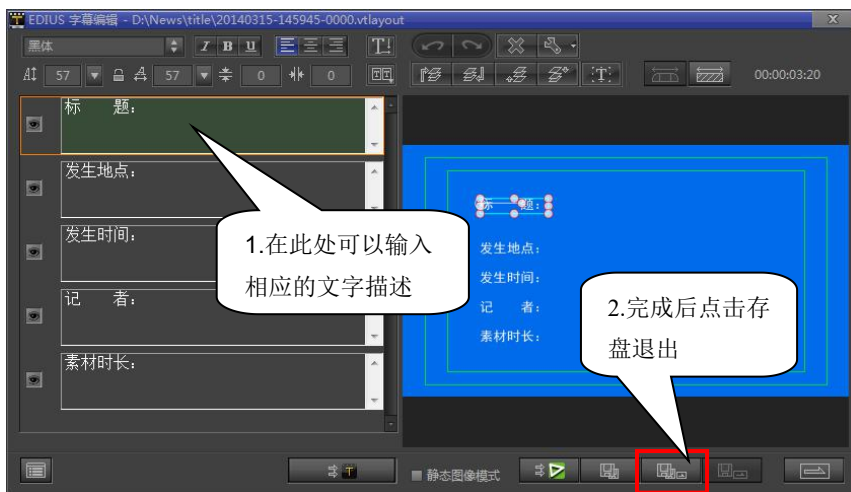 EDIUS 字幕编辑 - D:\News\title\20140315-145945-0000.vtlayout
X
黑体
I B U
T!
57
57
0
0
T
00:00:03:20
标 题:
发生地点:
发生时间:
记 者:
素材时长:
1.在此处可以输入
相应的文字描述
标 题:
发生地点:
发生时间:
记 者:
素材时长:
2.完成后点击存
盘退出
T
静态图像模式